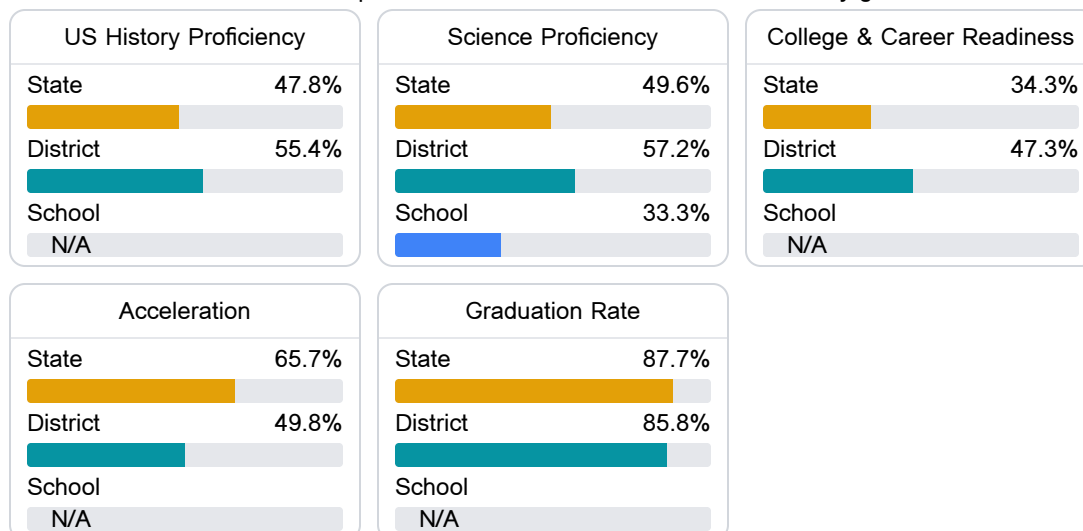 US History Proficiency
State 47.8%
District 55.4%
School
N/A
Science Proficiency
State 49.6%
District 57.2%
School 33.3%
College & Career Readiness
State 34.3%
District 47.3%
School
N/A
Acceleration
State 65.7%
District 49.8%
School
N/A
Graduation Rate
State 87.7%
District 85.8%
School
N/A